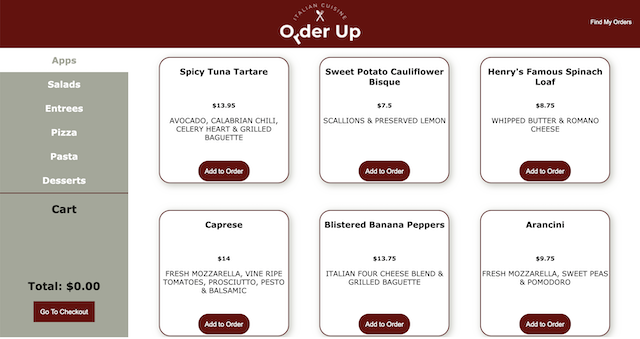 ITALIAN CUISINE
Order Up
Find My Orders
Apps
Salads
Entrees
Pizza
Pasta
Desserts
Cart
Total: $0.00
Go To Checkout
Spicy Tuna Tartare
$13.95
AVOCADO, CALABRIAN CHILI,
CELERY HEART & GRILLED
BAGUETTE
Add to Order
Sweet Potato Cauliflower
Bisque
$7.5
SCALLIONS & PRESERVED LEMON
Add to Order
Henry's Famous Spinach
Loaf
$8.75
WHIPPED BUTTER & ROMANO
CHEESE
Add to Order
Caprese
$14
FRESH MOZZARELLA, VINE RIPE
TOMATOES, PROSCIUTTO, PESTO
& BALSAMIC
Add to Order
Blistered Banana Peppers
$13.75
ITALIAN FOUR CHEESE BLEND &
GRILLED BAGUETTE
Add to Order
Arancini
$9.75
FRESH MOZZARELLA, SWEET PEAS
& POMODORO
Add to Order